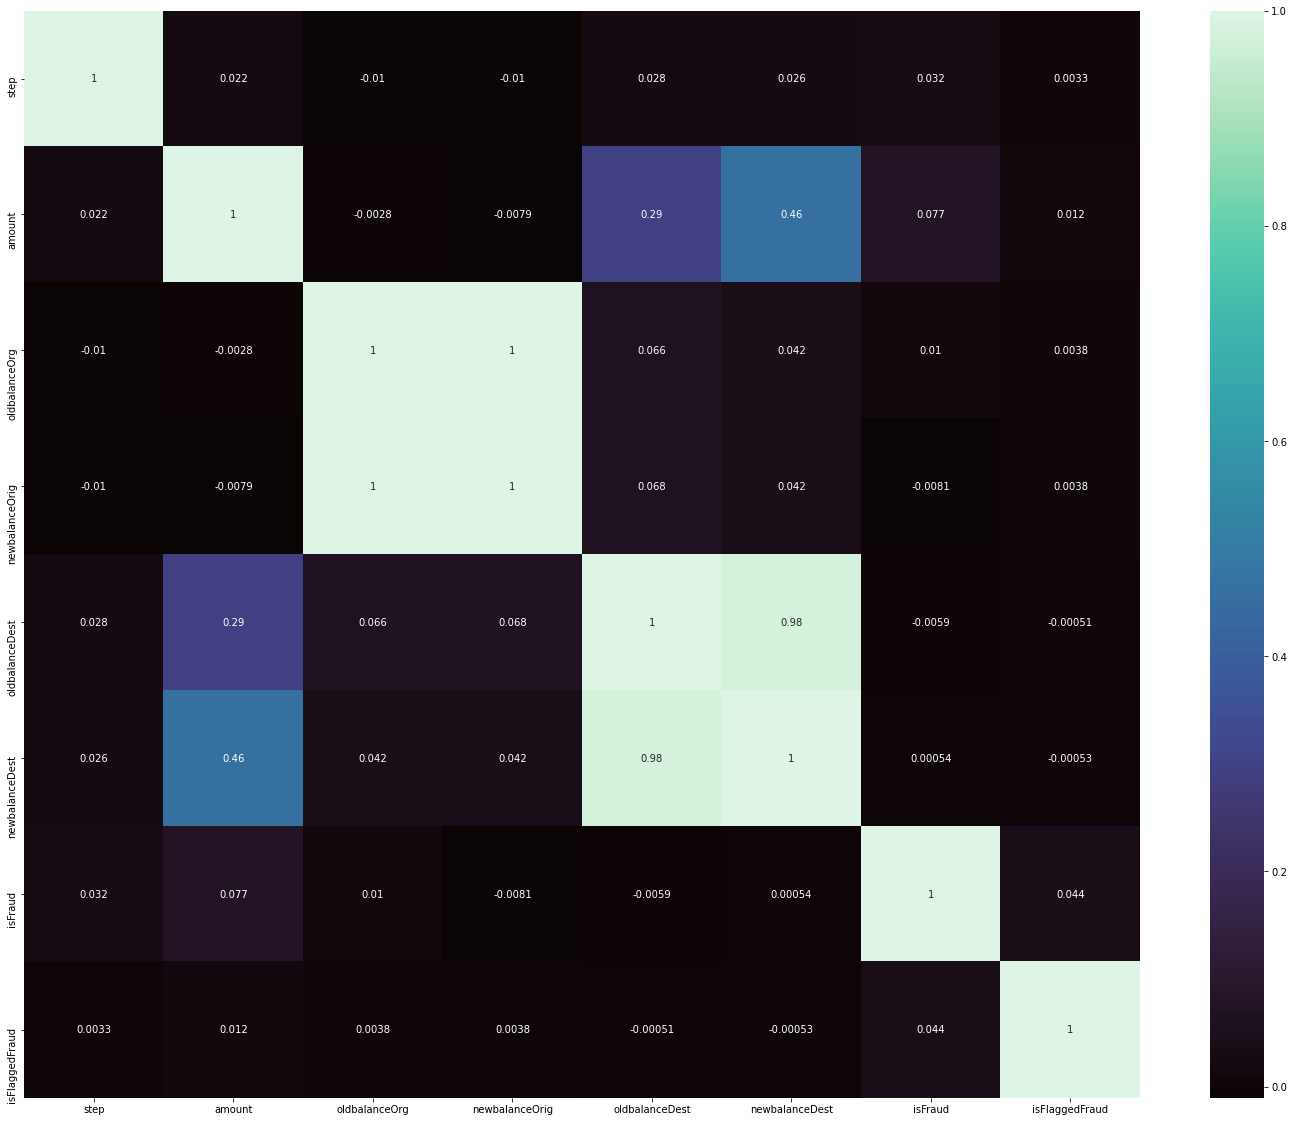 step 1 0.022 -0.01 -0.01 0.028 0.026 0.032 0.0033
amount 0.022 1 -0.0028 -0.0079 0.29 0.46 0.077 0.012
oldbalanceOrg -0.01 -0.0028 1 1 0.066 0.042 0.01 0.0038
newbalanceOrig -0.01 -0.0079 1 1 0.068 0.042 -0.0081 0.0038
oldbalanceDest 0.028 0.29 0.066 0.068 1 0.98 -0.0059 -0.00051
newbalanceDest 0.026 0.46 0.042 0.042 0.98 1 0.00054 -0.00053
isFraud 0.032 0.077 0.01 -0.0081 -0.0059 0.00054 1 0.044
isFlaggedFraud 0.0033 0.012 0.0038 0.0038 -0.00051 -0.00053 0.044 1
step amount oldbalanceOrg newbalanceOrig oldbalanceDest newbalanceDest isFraud isFlaggedFraud
1.0
0.8
0.6
0.4
0.2
0.0